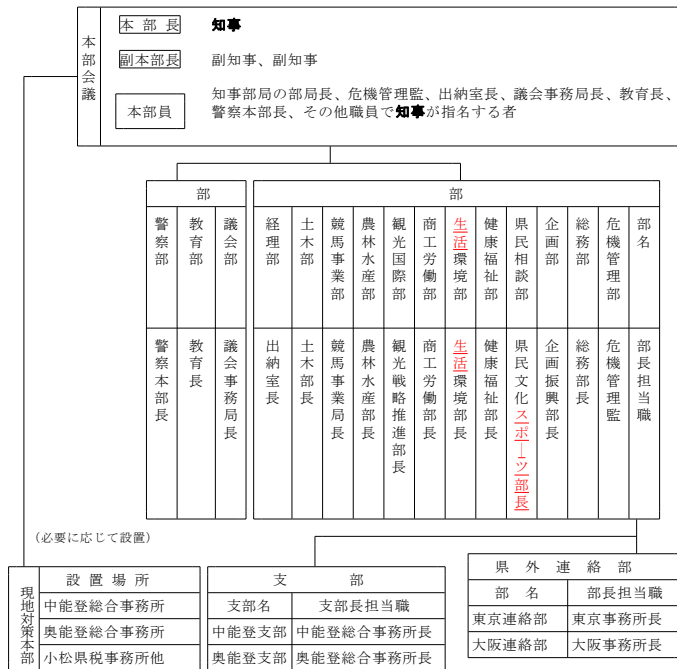 本部会議
本部長 知事
副本部長 副知事、副知事
本部員 知事部局の部局長、危機管理監、出納室長、議会事務局長、教育長、
警察本部長、その他職員で知事が指名する者
部
部
部名
危機管理部
総務部
企画部
県民相談部
健康福祉部
生活環境部
商工労働部
観光国際部
農林水産部
競馬事業部
土木部
経理部
議会部
教育部
警察部
部長担当職
危機管理監
総務部長
企画振興部長
県民文化スポーツ部長
健康福祉部長
生活環境部長
商工労働部長
観光戦略推進部長
農林水産部長
競馬事業局長
土木部長
出納室長
議会事務局長
教育長
警察本部長
(必要に応じて設置)
現地対策本部
設置場所
中能登総合事務所
奥能登総合事務所
小松県税事務所他
支部
支部名 支部長担当職
中能登支部 中能登総合事務所長
奥能登支部 奥能登総合事務所長
県外連絡部
部名 部長担当職
東京連絡部 東京事務所長
大阪連絡部 大阪事務所長